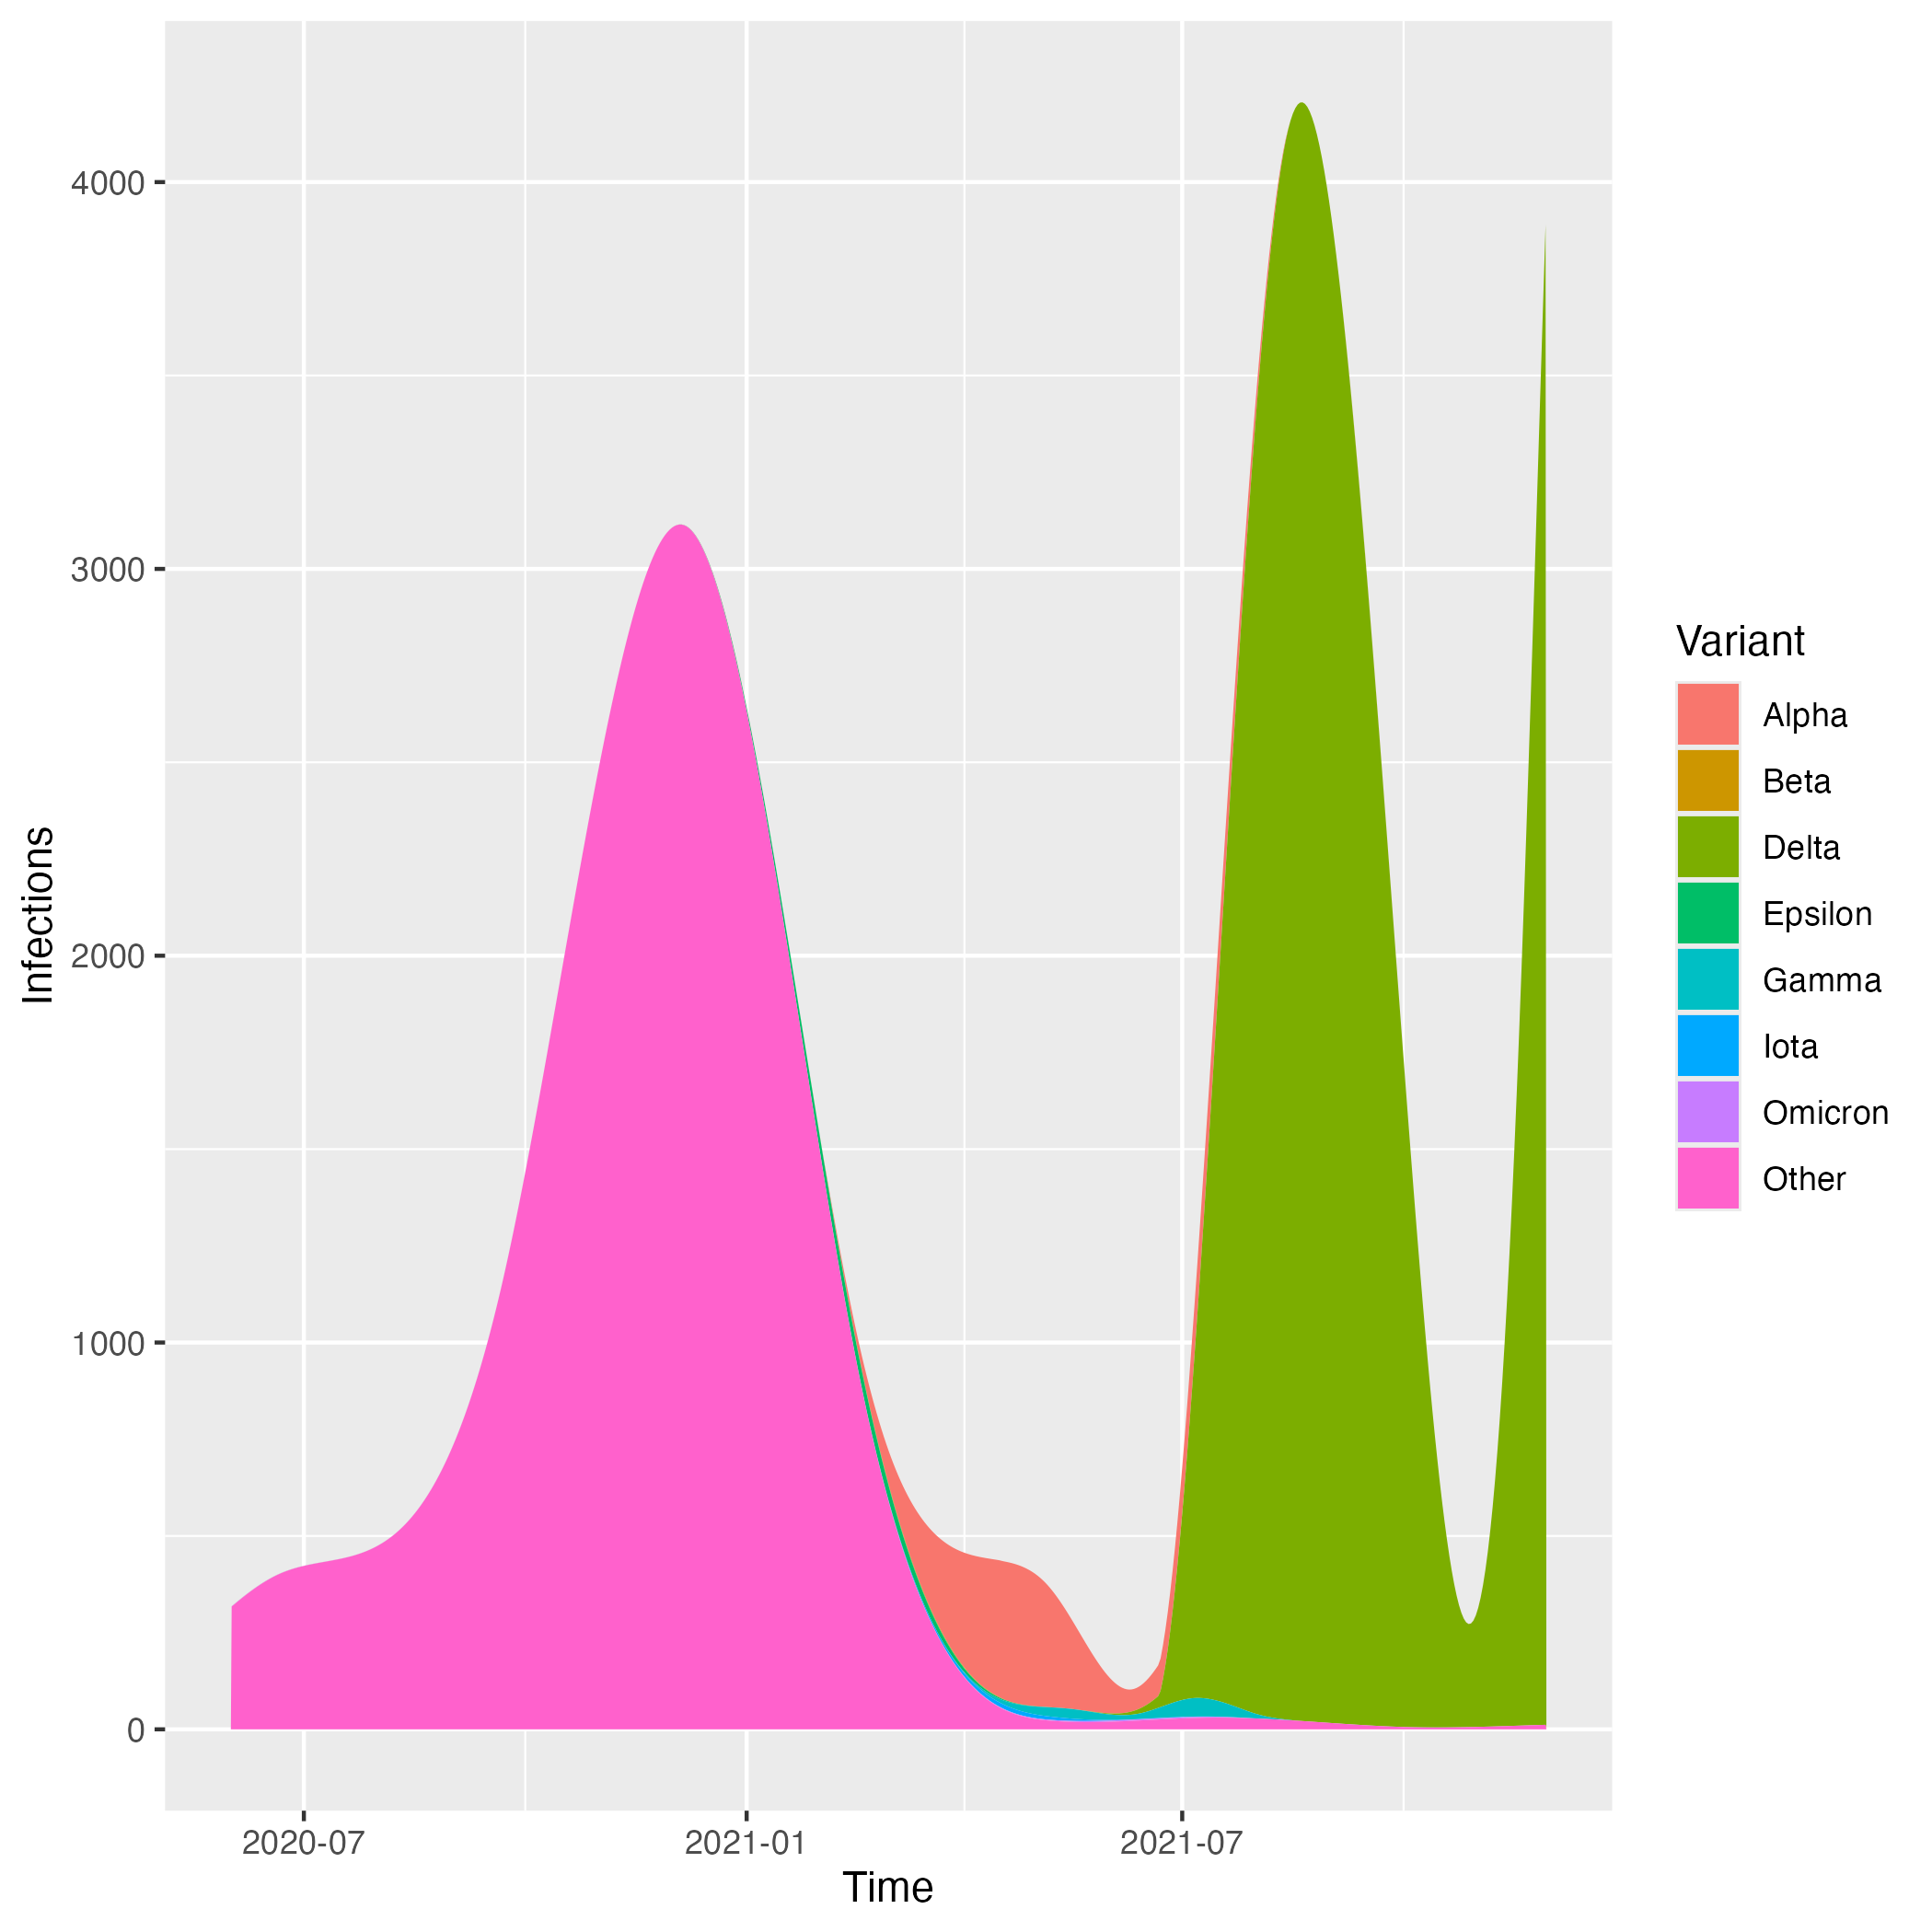 Infections
4000
3000
2000
1000
0
2020-07
2021-01
2021-07
Time
Variant
Alpha
Beta
Delta
Epsilon
Gamma
Iota
Omicron
Other